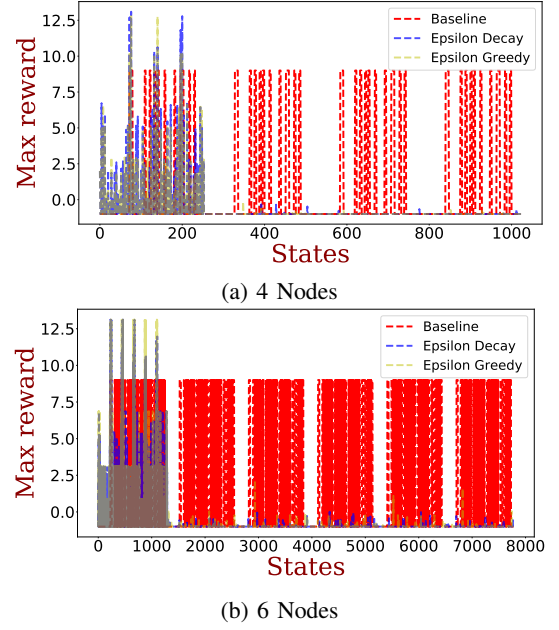 12.5
10.0
7.5
5.0
2.5
0.0
Max reward
Baseline
Epsilon Decay
Epsilon Greedy
0 200 400 600 800 1000
States
(a) 4 Nodes
12.5
10.0
7.5
5.0
2.5
0.0
Max reward
Baseline
Epsilon Decay
Epsilon Greedy
0 1000 2000 3000 4000 5000 6000 7000 8000
States
(b) 6 Nodes